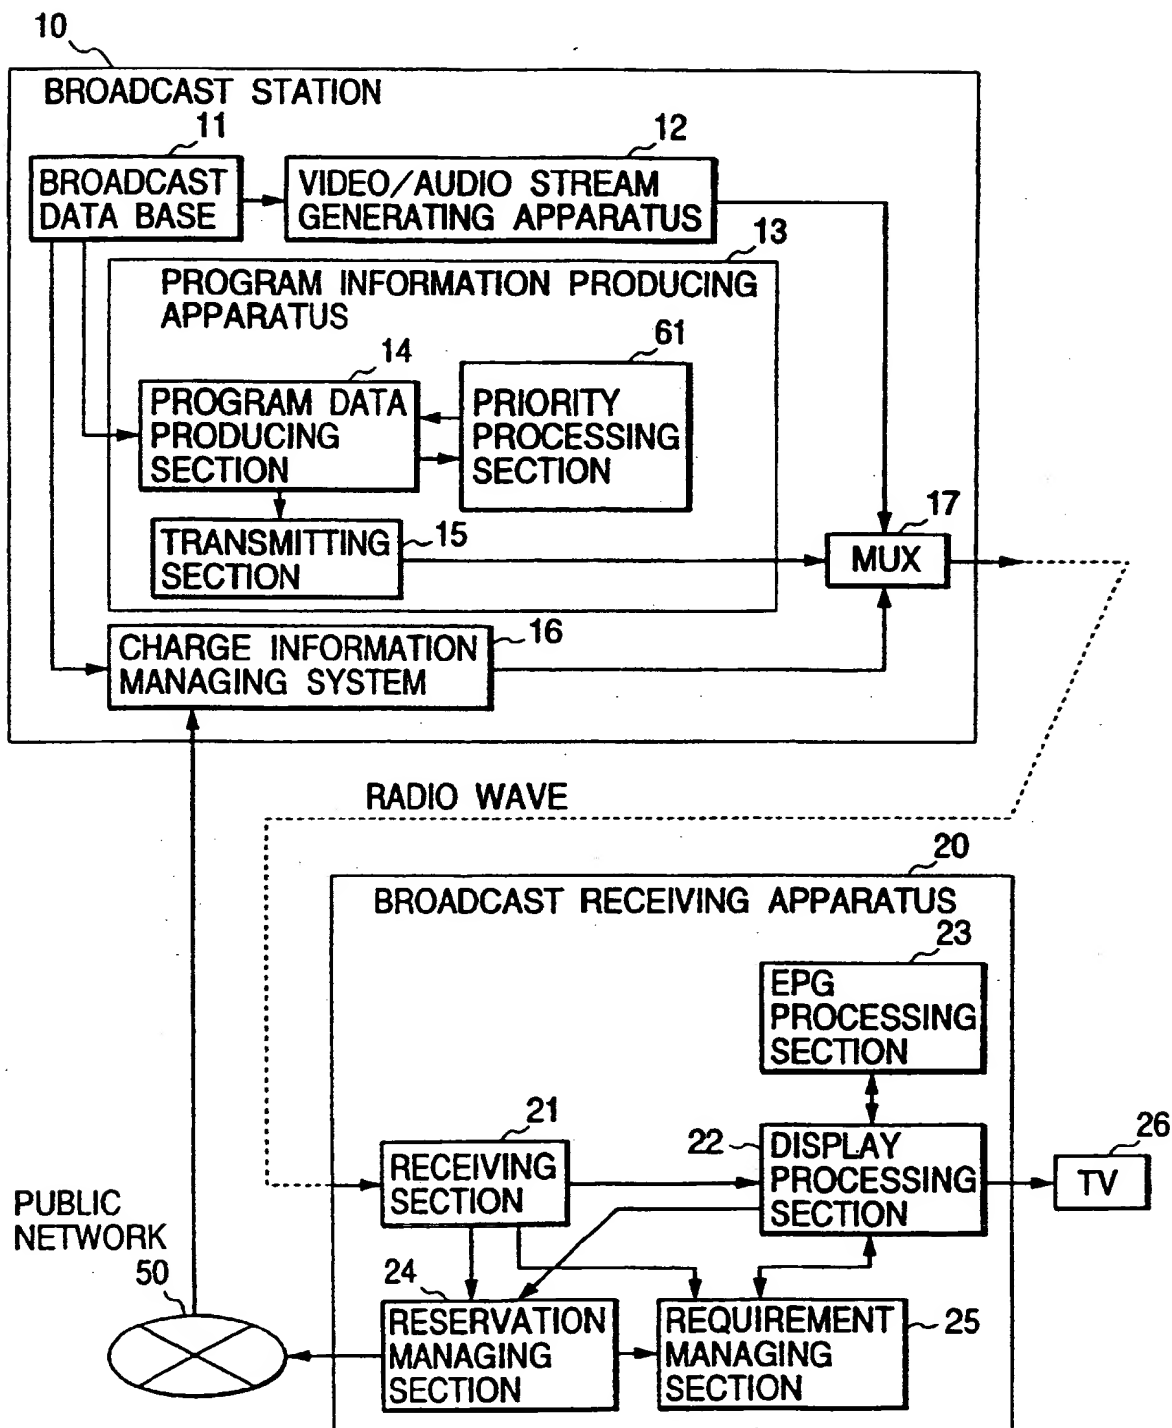 10
BROADCAST STATION
11
12
BROADCAST
DATA BASE
VIDEO/AUDIO STREAM
GENERATING APPARATUS
13
PROGRAM INFORMATION PRODUCING
APPARATUS
14
61
PROGRAM DATA
PRODUCING
SECTION
PRIORITY
PROCESSING
SECTION
17
TRANSMITTING
SECTION
15
MUX
16
CHARGE INFORMATION
MANAGING SYSTEM
RADIO WAVE
20
BROADCAST RECEIVING APPARATUS
23
EPG
PROCESSING
SECTION
21
22
26
RECEIVING
SECTION
DISPLAY
PROCESSING
SECTION
TV
PUBLIC
NETWORK
50
24
RESERVATION
MANAGING
SECTION
REQUIREMENT
MANAGING
SECTION
25